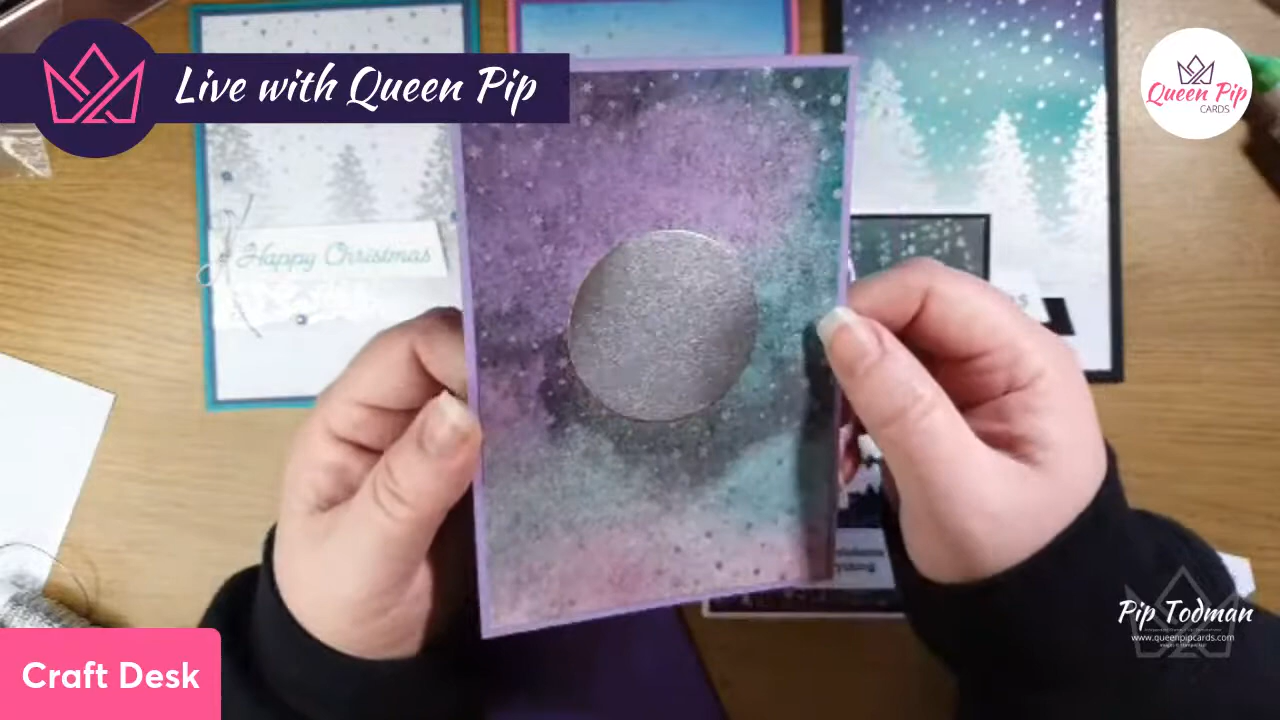 Live with Queen Pip
Queen Pip
CARDS
Happy Christmas
Pip Todman
www.queenpipcards.com
Craft Desk